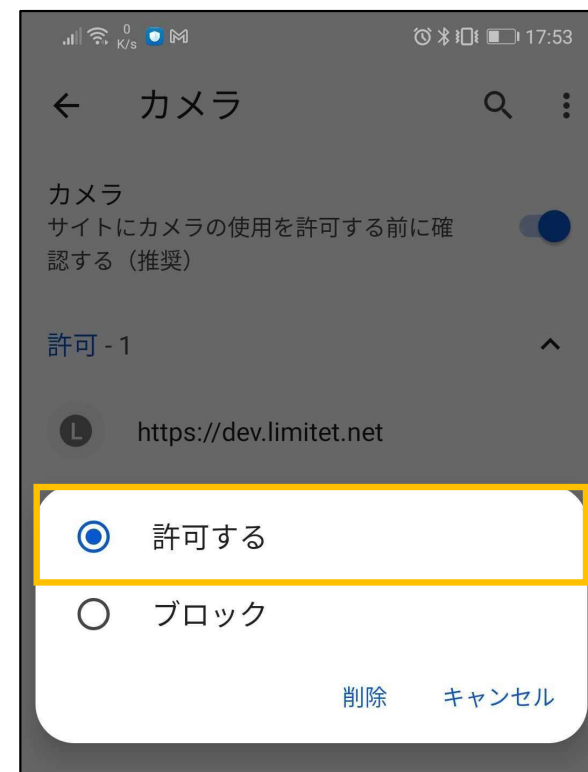 0 K/s 17:53
カメラ
カメラ
サイトにカメラの使用を許可する前に確
認する（推奨）
許可 - 1
L https://dev.limitet.net
許可する
ブロック
削除 キャンセル